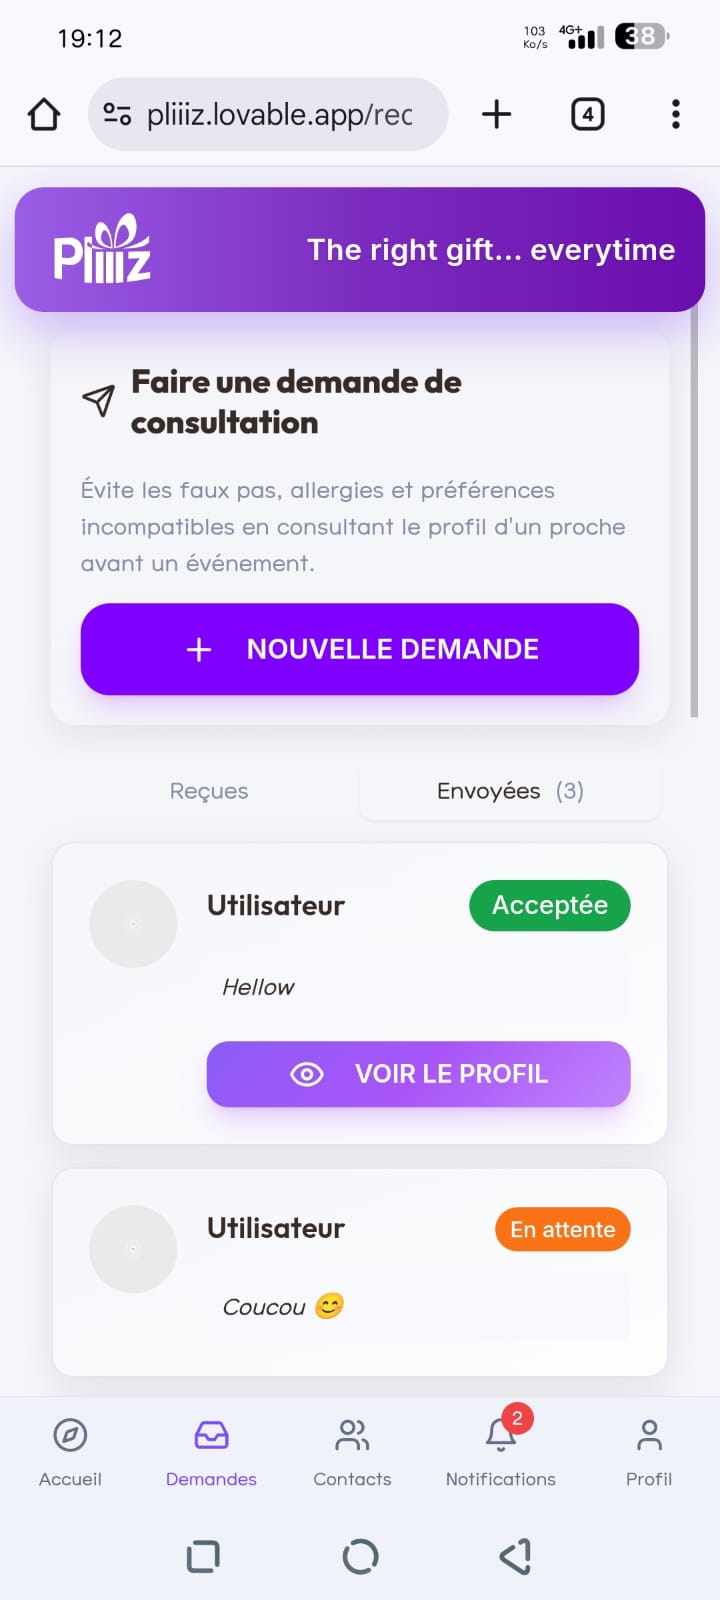 19:12
103
Ko/s
4G+
38
pliiiz.lovable.app/rec
4
Pliiiz
The right gift... everytime
Faire une demande de
consultation
Évite les faux pas, allergies et préférences
incompatibles en consultant le profil d'un proche
avant un événement.
+ NOUVELLE DEMANDE
Reçues
Envoyées (3)
Utilisateur
Acceptée
Hellow
VOIR LE PROFIL
Utilisateur
En attente
Coucou 😊
2
Accueil
Demandes
Contacts
Notifications
Profil